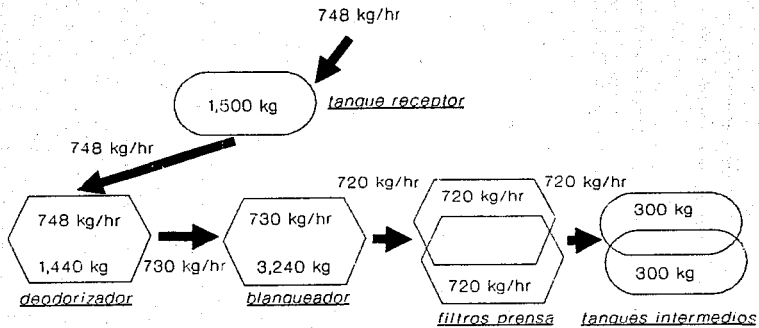 748 kg/hr
1,500 kg
tanque receptor
748 kg/hr
720 kg/hr
720 kg/hr
720 kg/hr
748 kg/hr
730 kg/hr
300 kg
1,440 kg
730 kg/hr
3,240 kg
720 kg/hr
300 kg
deodorizador
blanqueador
filtros prensa
tanques intermedios